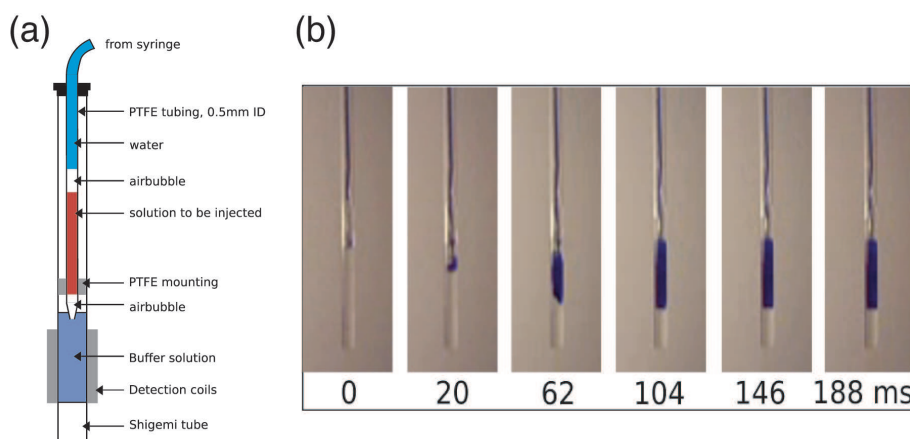 (a)
from syringe
PTFE tubing, 0.5mm ID
water
airbubble
solution to be injected
PTFE mounting
airbubble
Buffer solution
Detection coils
Shigemi tube
(b)
0 20 62 104 146 188 ms